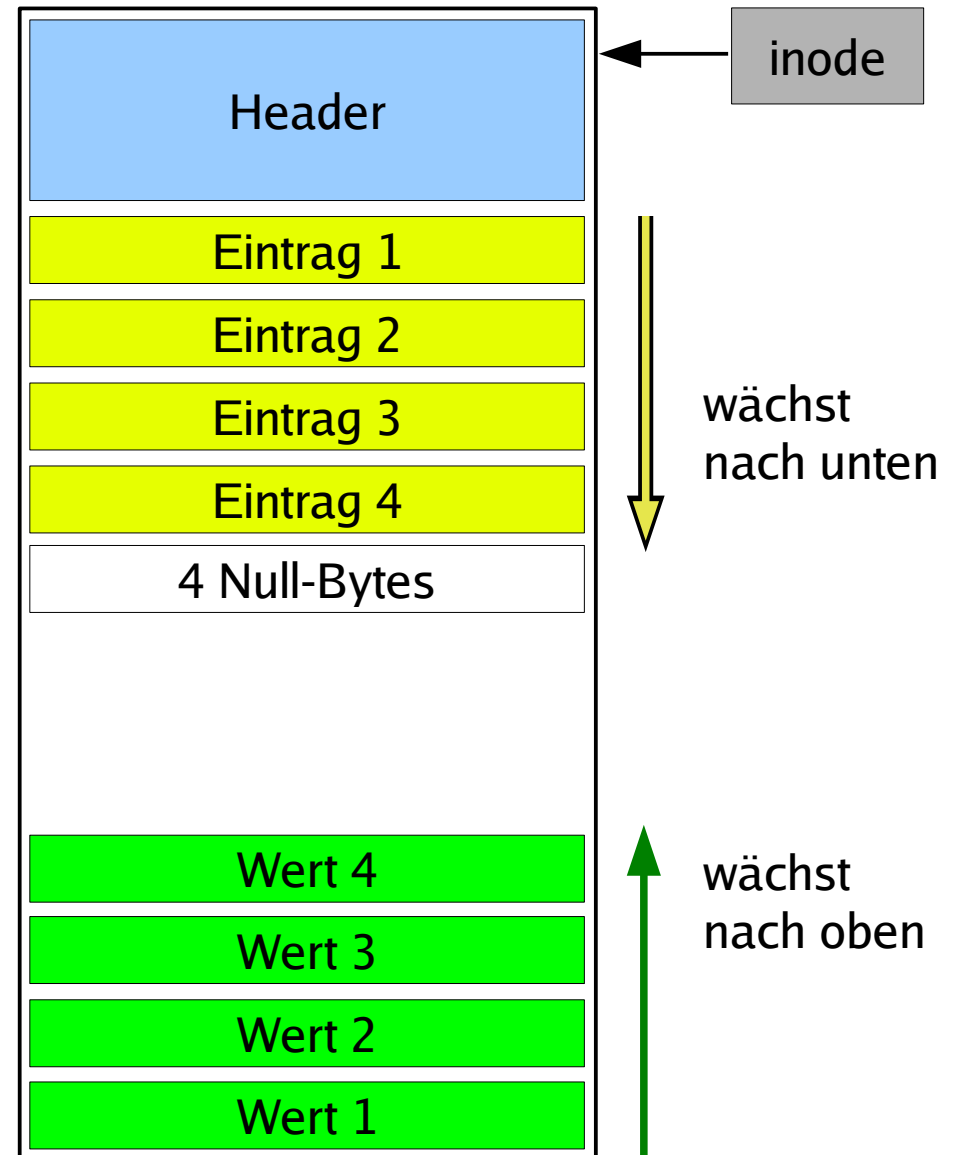 inode
Header
Eintrag 1
Eintrag 2
Eintrag 3
wächst
nach unten
Eintrag 4
4 Null-Bytes
Wert 4
wächst
nach oben
Wert 3
Wert 2
Wert 1